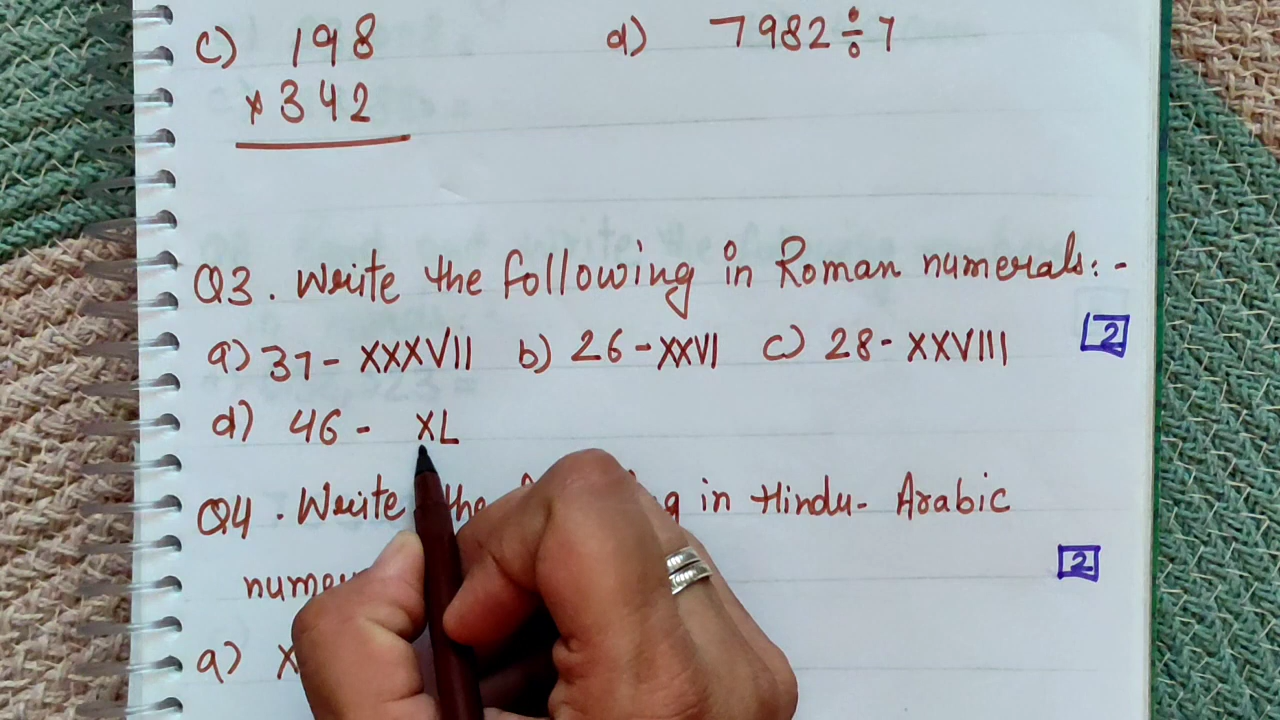 c) 198 d) 7982÷7
×342
Q3. Write the following in Roman numerals:-
a) 37- XXXVII b) 26-XXVI c) 28- XXVIII 2
d) 46- XL
Q4. Write the in Hindu-Arabic
2
a) X